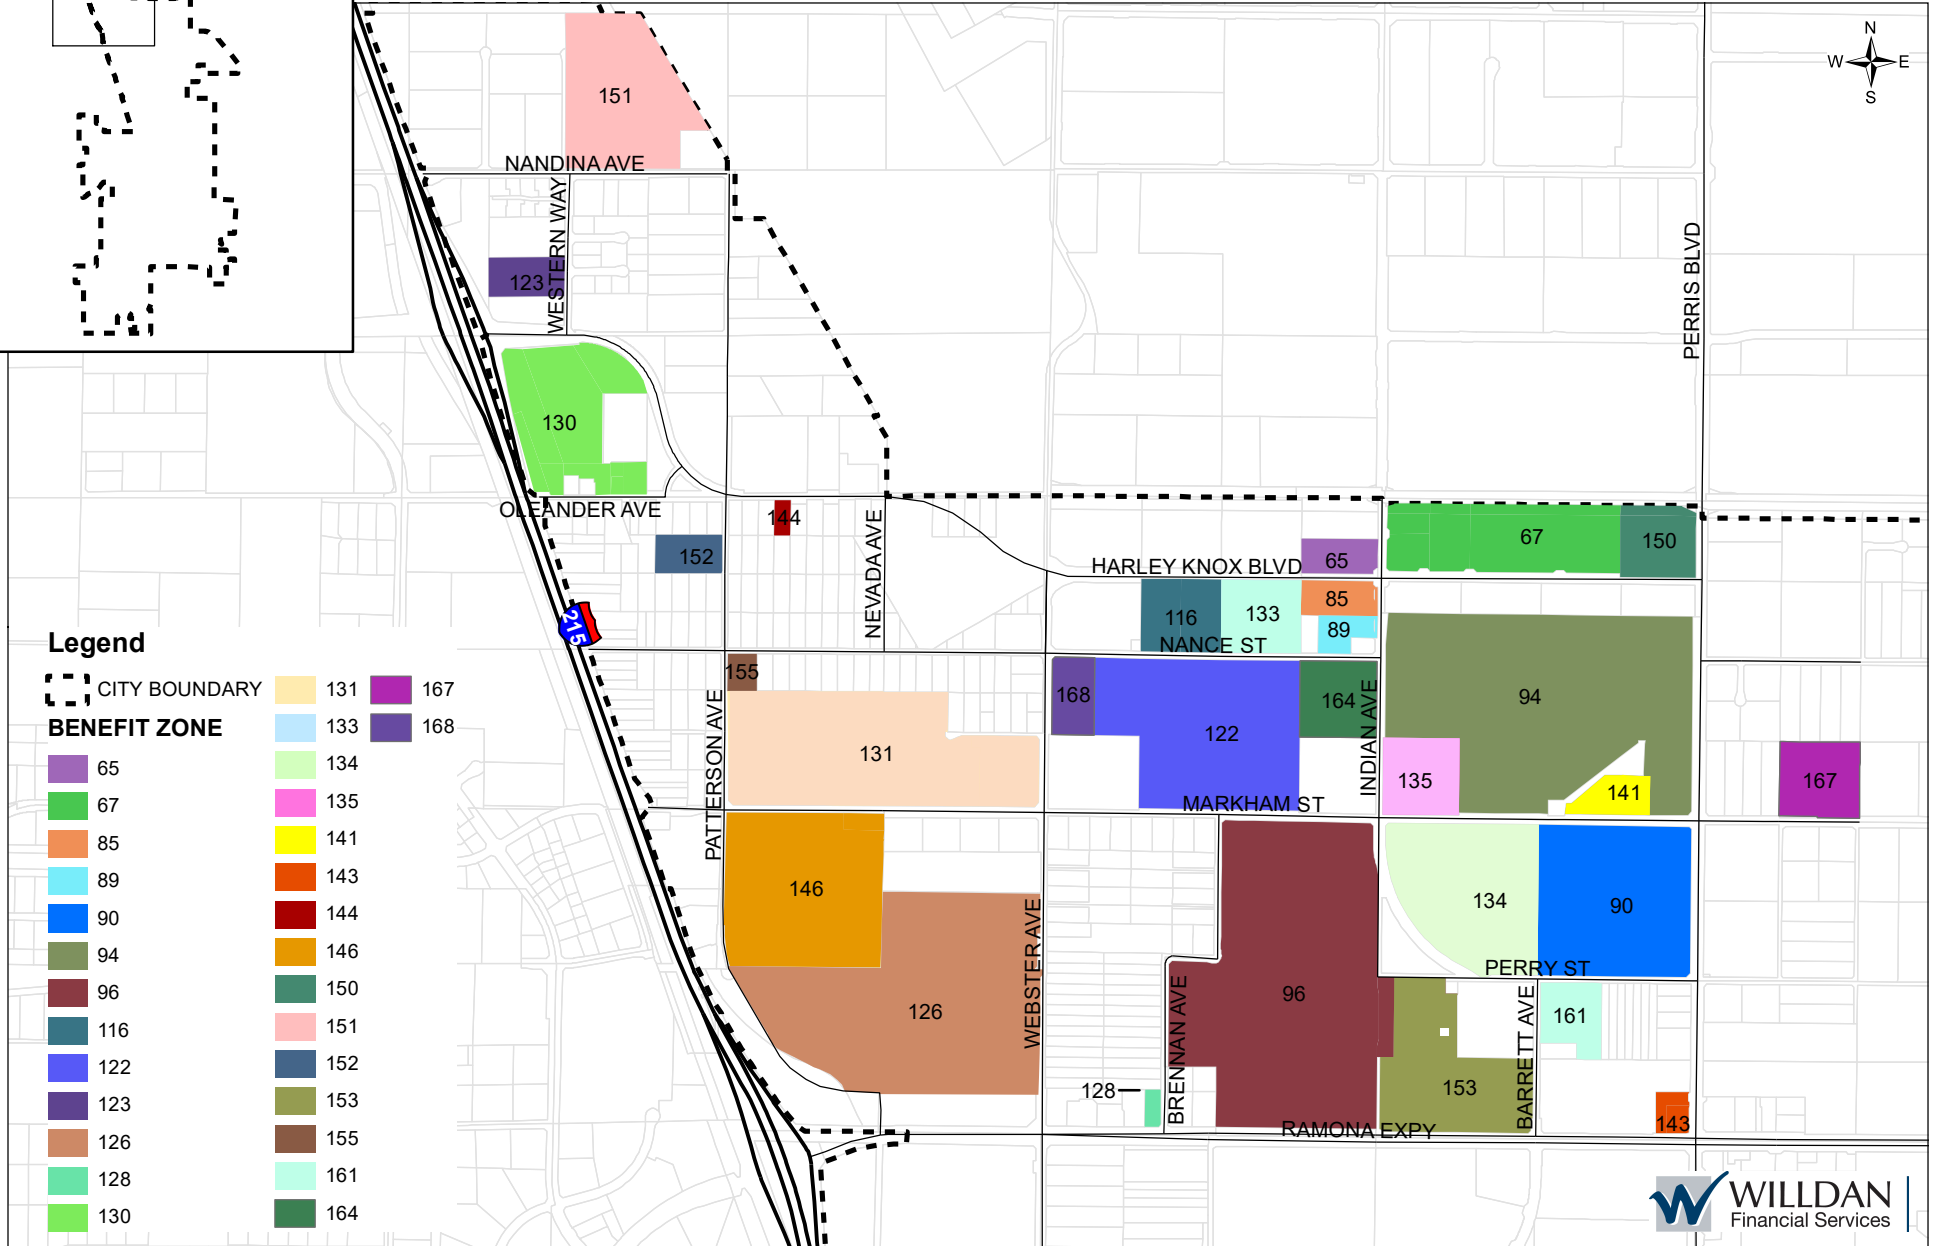 N
W E
S
151
NANDINA AVE
WESTERN WAY
123
PERRIS BLVD
130
OLEANDER AVE
144
152
NEVADA AVE
67
150
65
HARLEY KNOX BLVD
85
116
133
89
NANCE ST
215
155
168
164
94
122
131
PATTERSON AVE
INDIAN AVE
135
141
167
MARKHAM ST
146
134
90
WEBSTER AVE
PERRY ST
96
126
161
BRENNAN AVE
BARRETT AVE
128
153
143
RAMONA EXPY
Legend
CITY BOUNDARY
BENEFIT ZONE
65
67
85
89
90
94
96
116
122
123
126
128
130
131
133
134
135
141
143
144
146
150
151
152
153
155
161
164
167
168
WILLDAN
Financial Services